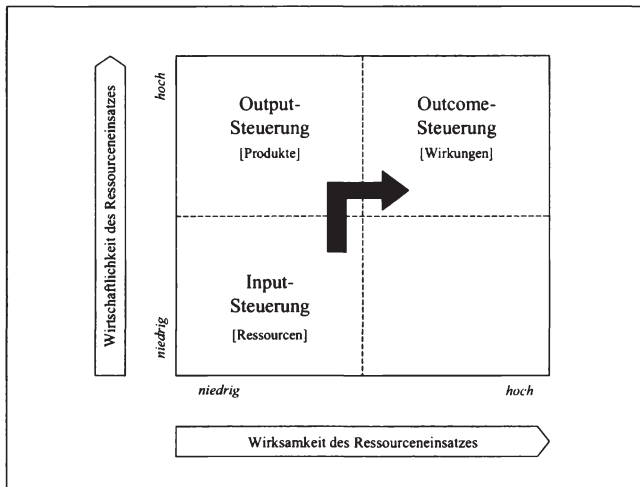 Wirtschaftlichkeit des Ressourceneinsatzes
hoch
niedrig
Output-
Steuerung
[Produkte]
Outcome-
Steuerung
[Wirkungen]
Input-
Steuerung
[Ressourcen]
niedrig
hoch
Wirksamkeit des Ressourceneinsatzes